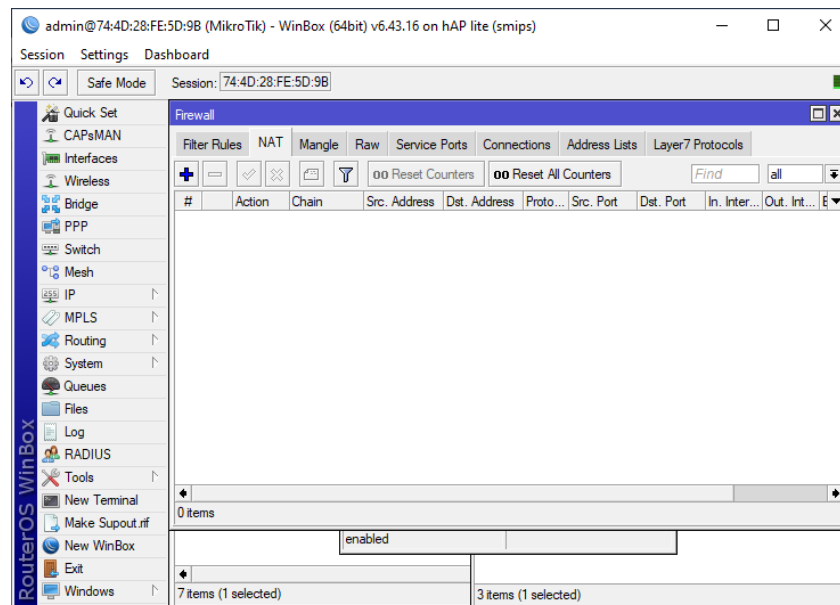 admin@74:4D:28:FE:5D:9B (MikroTik) - WinBox (64bit) v6.43.16 on hAP lite (smips)
Session Settings Dashboard
Safe Mode Session: 74:4D:28:FE:5D:9B
Quick Set
CAPsMAN
Interfaces
Wireless
Bridge
PPP
Switch
Mesh
IP
MPLS
Routing
System
Queues
Files
Log
RADIUS
Tools
New Terminal
Make Supout.rif
New WinBox
Exit
Windows
RouterOS WinBox
Firewall
Filter Rules NAT Mangle Raw Service Ports Connections Address Lists Layer7 Protocols
00 Reset Counters 00 Reset All Counters Find all
# Action Chain Src. Address Dst. Address Proto... Src. Port Dst. Port In. Inter... Out. Int...
0 items
enabled
7 items (1 selected) 3 items (1 selected)